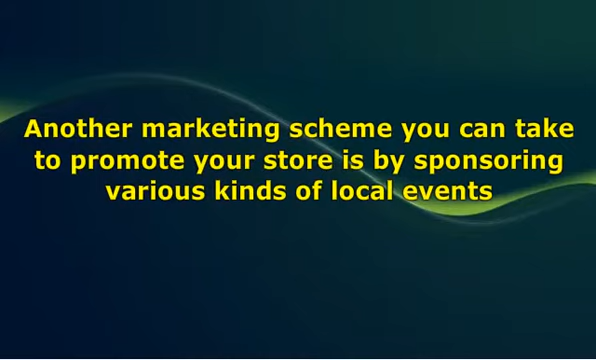 Another marketing scheme you can take
to promote your store is by sponsoring
various kinds of local events